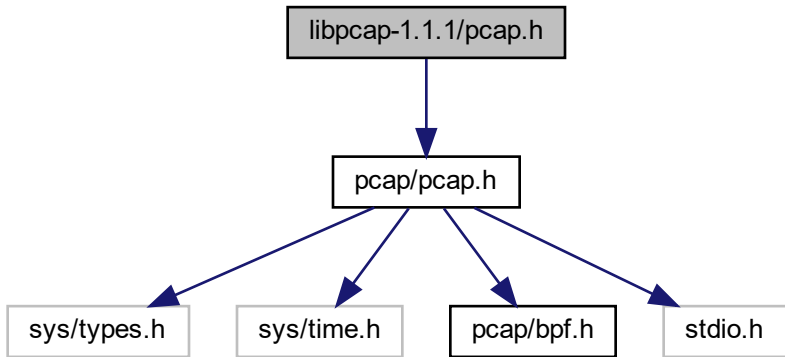 libpcap-1.1.1/pcap.h
pcap/pcap.h
sys/types.h
sys/time.h
pcap/bpf.h
stdio.h